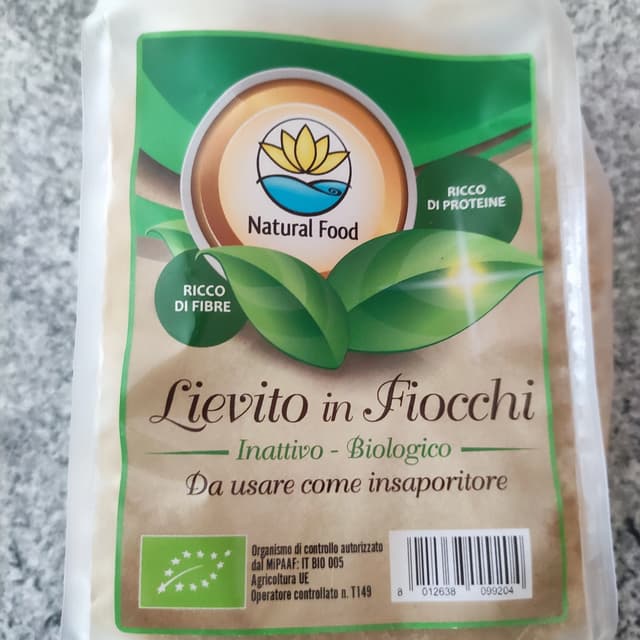 Natural Food
RICCO
DI PROTEINE
RICCO
DI FIBRE
Lievito in Fiocchi
Inattivo - Biologico
Da usare come insaporitore
Organismo di controllo autorizzato
dal MiPAAF: IT BIO 005
Agricoltura UE
Operatore controllato n. T149
8 012638 099204